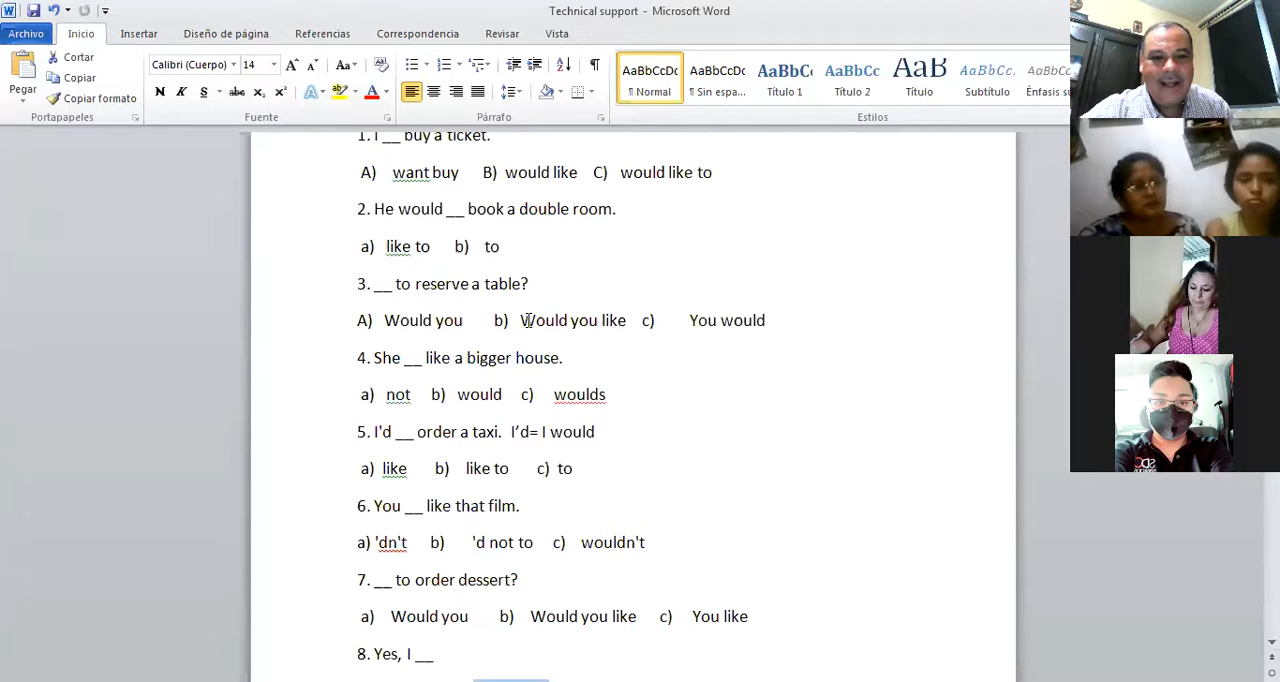 Technical support - Microsoft Word
Archivo Inicio Insertar Diseño de página Referencias Correspondencia Revisar Vista
Pegar
Cortar
Copiar
Copiar formato
Portapapeles
Calibri (Cuerpo) 14
Fuente
Párrafo
AaBbCcDc AaBbCcDc AaBbC AaBbCc AaB AaBbCc AaBbCc
¶ Normal ¶ Sin espa... Título 1 Título 2 Título Subtítulo Énfasis su
Estilos
1. I __ buy a ticket.
A) want buy B) would like C) would like to
2. He would __ book a double room.
a) like to b) to
3. __ to reserve a table?
A) Would you b) Would you like c) You would
4. She __ like a bigger house.
a) not b) would c) woulds
5. I'd __ order a taxi. I’d= I would
a) like b) like to c) to
6. You __ like that film.
a) 'dn't b) 'd not to c) wouldn't
7. __ to order dessert?
a) Would you b) Would you like c) You like
8. Yes, I __